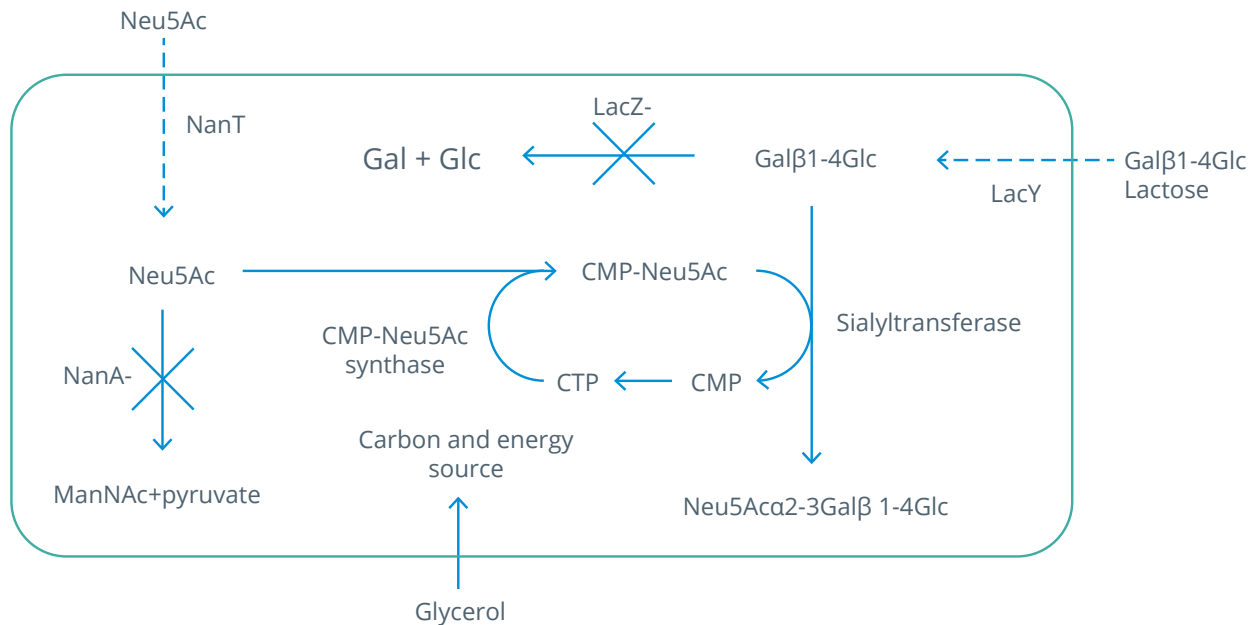 Neu5Ac
NanT
LacZ-
Gal + Glc
Galβ1-4Glc
Galβ1-4Glc
Lactose
LacY
Neu5Ac
CMP-Neu5Ac
CMP-Neu5Ac
synthase
Sialyltransferase
NanA-
CTP
CMP
Carbon and energy
source
ManNAc+pyruvate
Neu5Acα2-3Galβ 1-4Glc
Glycerol